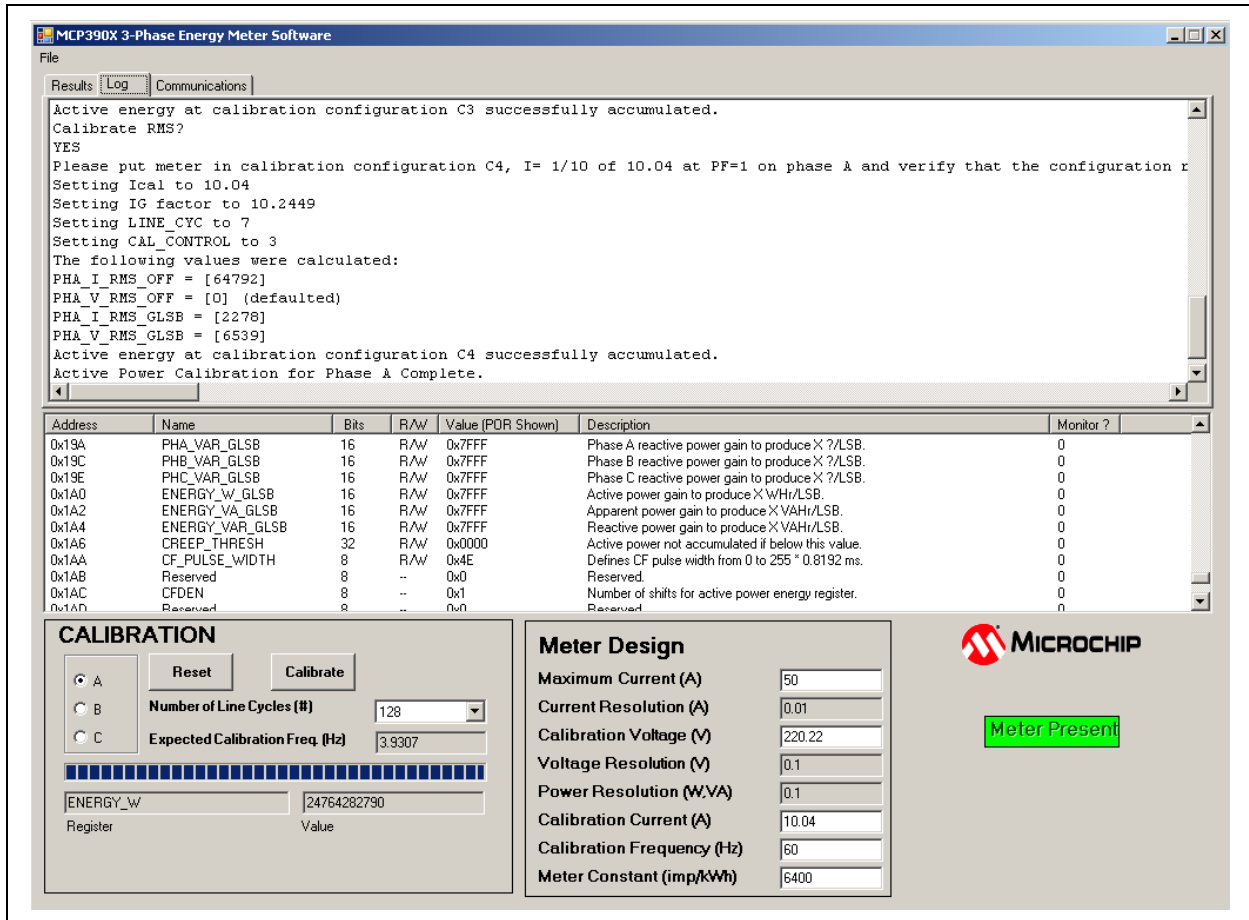 MCP390X 3-Phase Energy Meter Software
File
Results Log Communications
Active energy at calibration configuration C3 successfully accumulated.
Calibrate RMS?
YES
Please put meter in calibration configuration C4, I= 1/10 of 10.04 at PF=1 on phase A and verify that the configuration r
Setting Ical to 10.04
Setting IG factor to 10.2449
Setting LINE_CYC to 7
Setting CAL_CONTROL to 3
The following values were calculated:
PHA_I_RMS_OFF = [64792]
PHA_V_RMS_OFF = [0] (defaulted)
PHA_I_RMS_GLSB = [2278]
PHA_V_RMS_GLSB = [6539]
Active energy at calibration configuration C4 successfully accumulated.
Active Power Calibration for Phase A Complete.
Address Name Bits R/W Value (POR Shown) Description Monitor ?
0x19A PHA_VAR_GLSB 16 R/W 0x7FFF Phase A reactive power gain to produce X ?/LSB. 0
0x19C PHB_VAR_GLSB 16 R/W 0x7FFF Phase B reactive power gain to produce X ?/LSB. 0
0x19E PHC_VAR_GLSB 16 R/W 0x7FFF Phase C reactive power gain to produce X ?/LSB. 0
0x1A0 ENERGY_W_GLSB 16 R/W 0x7FFF Active power gain to produce X WHr/LSB. 0
0x1A2 ENERGY_VA_GLSB 16 R/W 0x7FFF Apparent power gain to produce X VAHr/LSB. 0
0x1A4 ENERGY_VAR_GLSB 16 R/W 0x7FFF Reactive power gain to produce X VAHr/LSB. 0
0x1A6 CREEP_THRESH 32 R/W 0x0000 Active power not accumulated if below this value. 0
0x1AA CF_PULSE_WIDTH 8 R/W 0x4E Defines CF pulse width from 0 to 255 * 0.8192 ms. 0
0x1AB Reserved 8 -- 0x0 Reserved. 0
0x1AC CFDEN 8 -- 0x1 Number of shifts for active power energy register. 0
0x1AD Reserved 8 -- 0x0 Reserved 0
CALIBRATION
A
B
C
Reset Calibrate
Number of Line Cycles (#) 128
Expected Calibration Freq. (Hz) 3.9307
ENERGY_W 24764282790
Register Value
Meter Design
Maximum Current (A) 50
Current Resolution (A) 0.01
Calibration Voltage (V) 220.22
Voltage Resolution (V) 0.1
Power Resolution (W,VA) 0.1
Calibration Current (A) 10.04
Calibration Frequency (Hz) 60
Meter Constant (imp/kWh) 6400
MICROCHIP
Meter Present